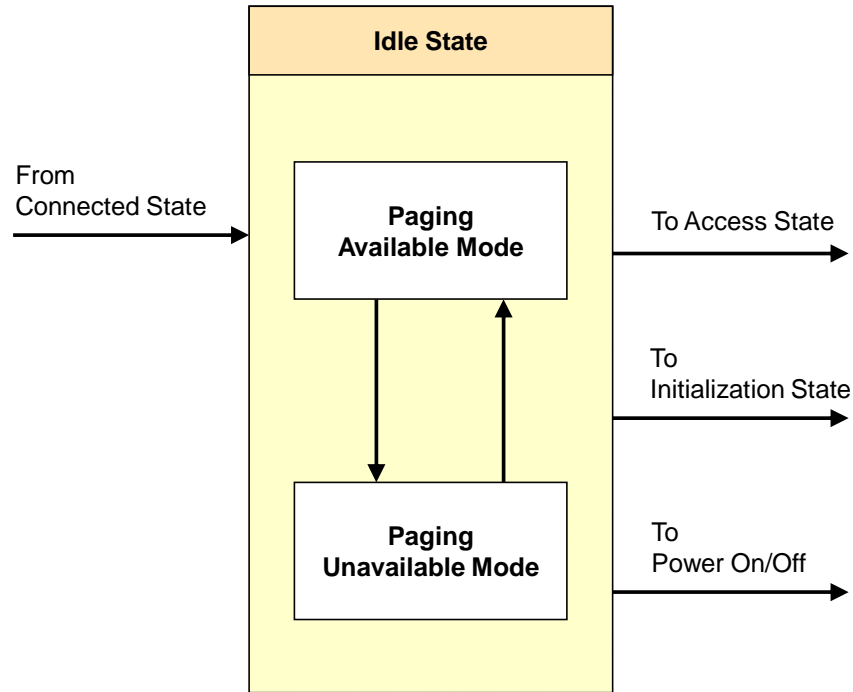 Idle State
From
Connected State
Paging
Available Mode
To Access State
To
Initialization State
Paging
Unavailable Mode
To
Power On/Off